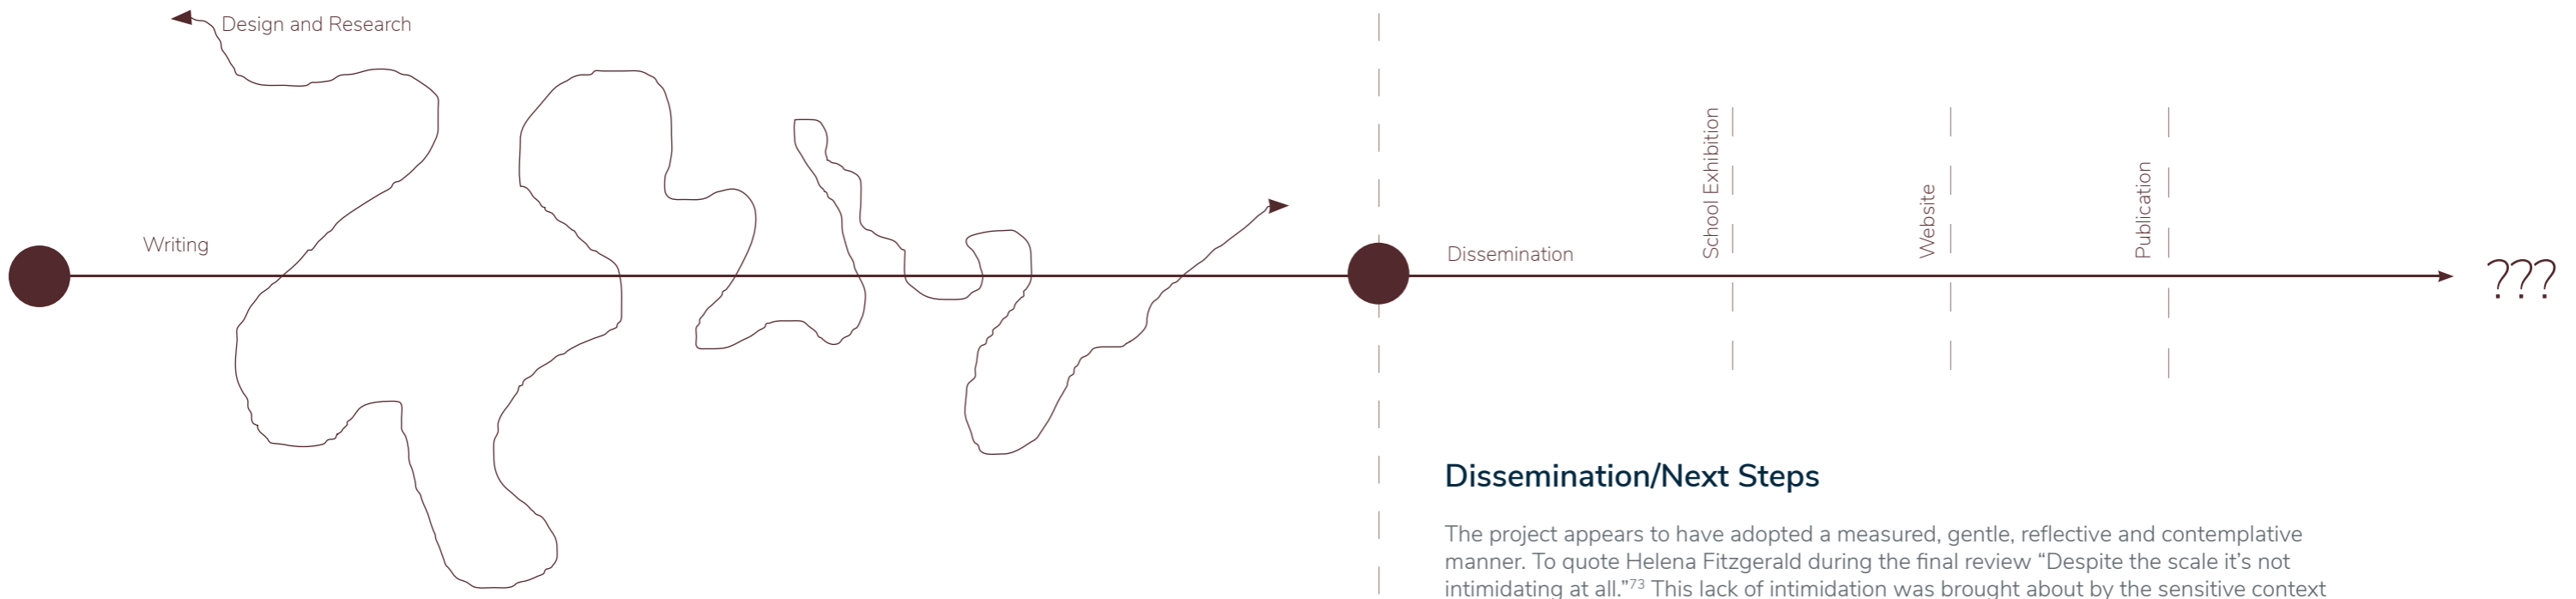 Design and Research
Writing
Dissemination
School Exhibition
Website
Publication
???
Dissemination/Next Steps
The project appears to have adopted a measured, gentle, reflective and contemplative
manner. To quote Helena Fitzgerald during the final review “Despite the scale it’s not
intimidating at all.”⁷³ This lack of intimidation was brought about by the sensitive context